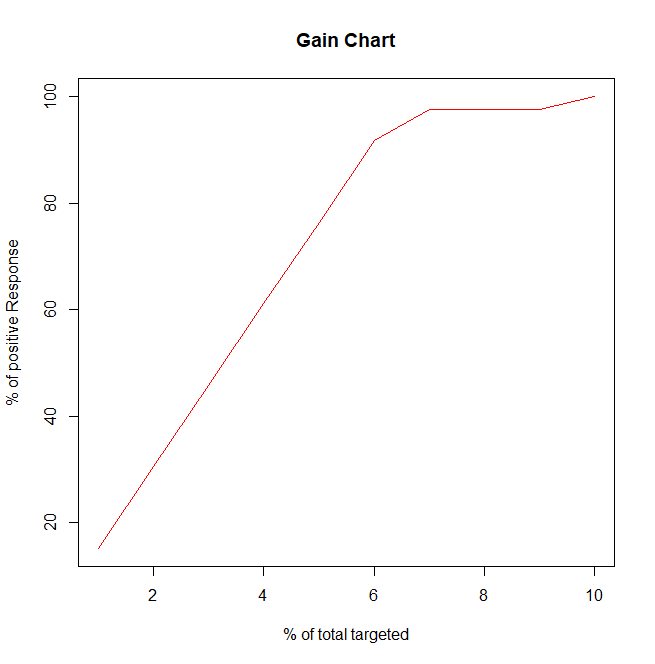 Gain Chart
% of positive Response
100
80
60
40
20
2 4 6 8 10
% of total targeted